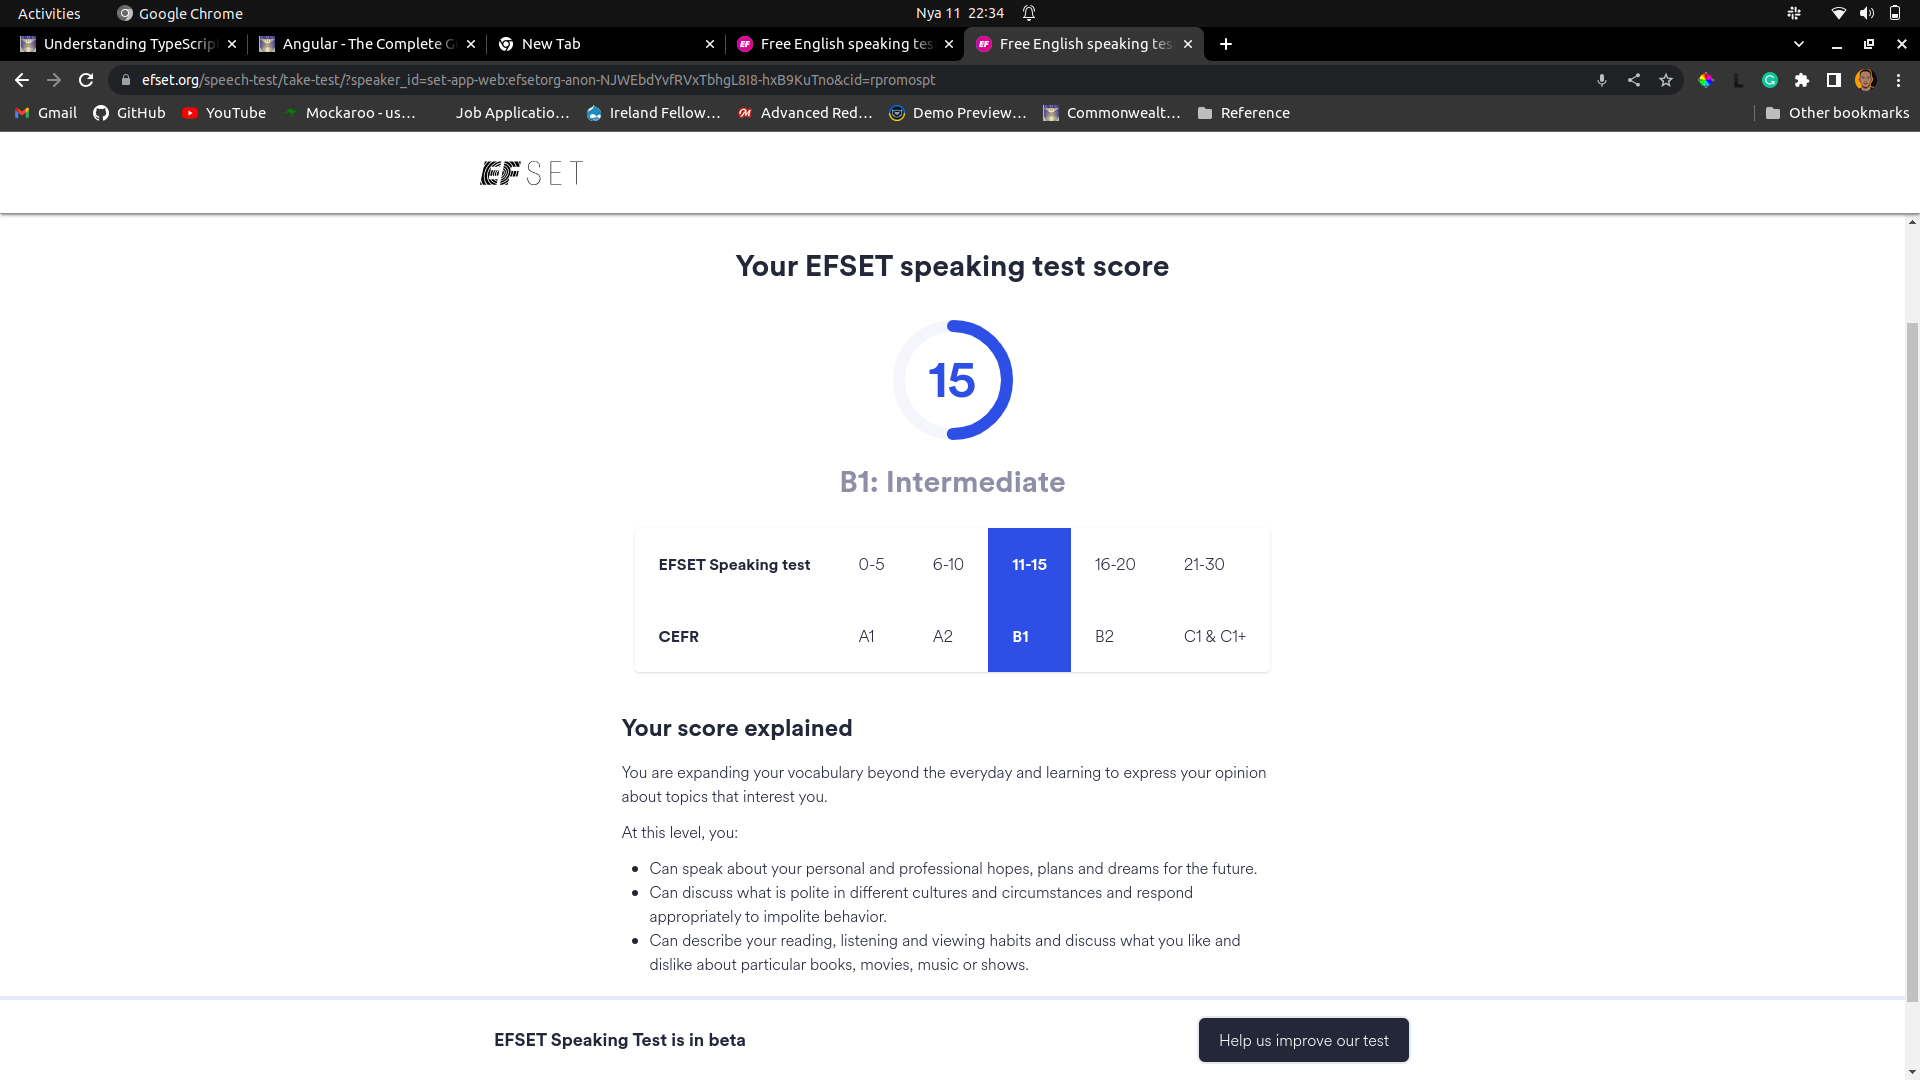 Activities Google Chrome Nya 11 22:34
Understanding TypeScrip Angular - The Complete G New Tab Free English speaking tes Free English speaking tes
efset.org/speech-test/take-test/?speaker_id=set-app-web:efsetorg-anon-NJWEbdYvfRVxTbhgL8I8-hxB9KuTno&cid=rpromospt
Gmail GitHub YouTube Mockaroo - us... Job Applicatio... Ireland Fellow... Advanced Red... Demo Preview... Commonwealt... Reference Other bookmarks
EF SET
Your EFSET speaking test score
15
B1: Intermediate
EFSET Speaking test 0-5 6-10 11-15 16-20 21-30
CEFR A1 A2 B1 B2 C1 & C1+
Your score explained
You are expanding your vocabulary beyond the everyday and learning to express your opinion
about topics that interest you.
At this level, you:
• Can speak about your personal and professional hopes, plans and dreams for the future.
• Can discuss what is polite in different cultures and circumstances and respond
appropriately to impolite behavior.
• Can describe your reading, listening and viewing habits and discuss what you like and
dislike about particular books, movies, music or shows.
EFSET Speaking Test is in beta Help us improve our test